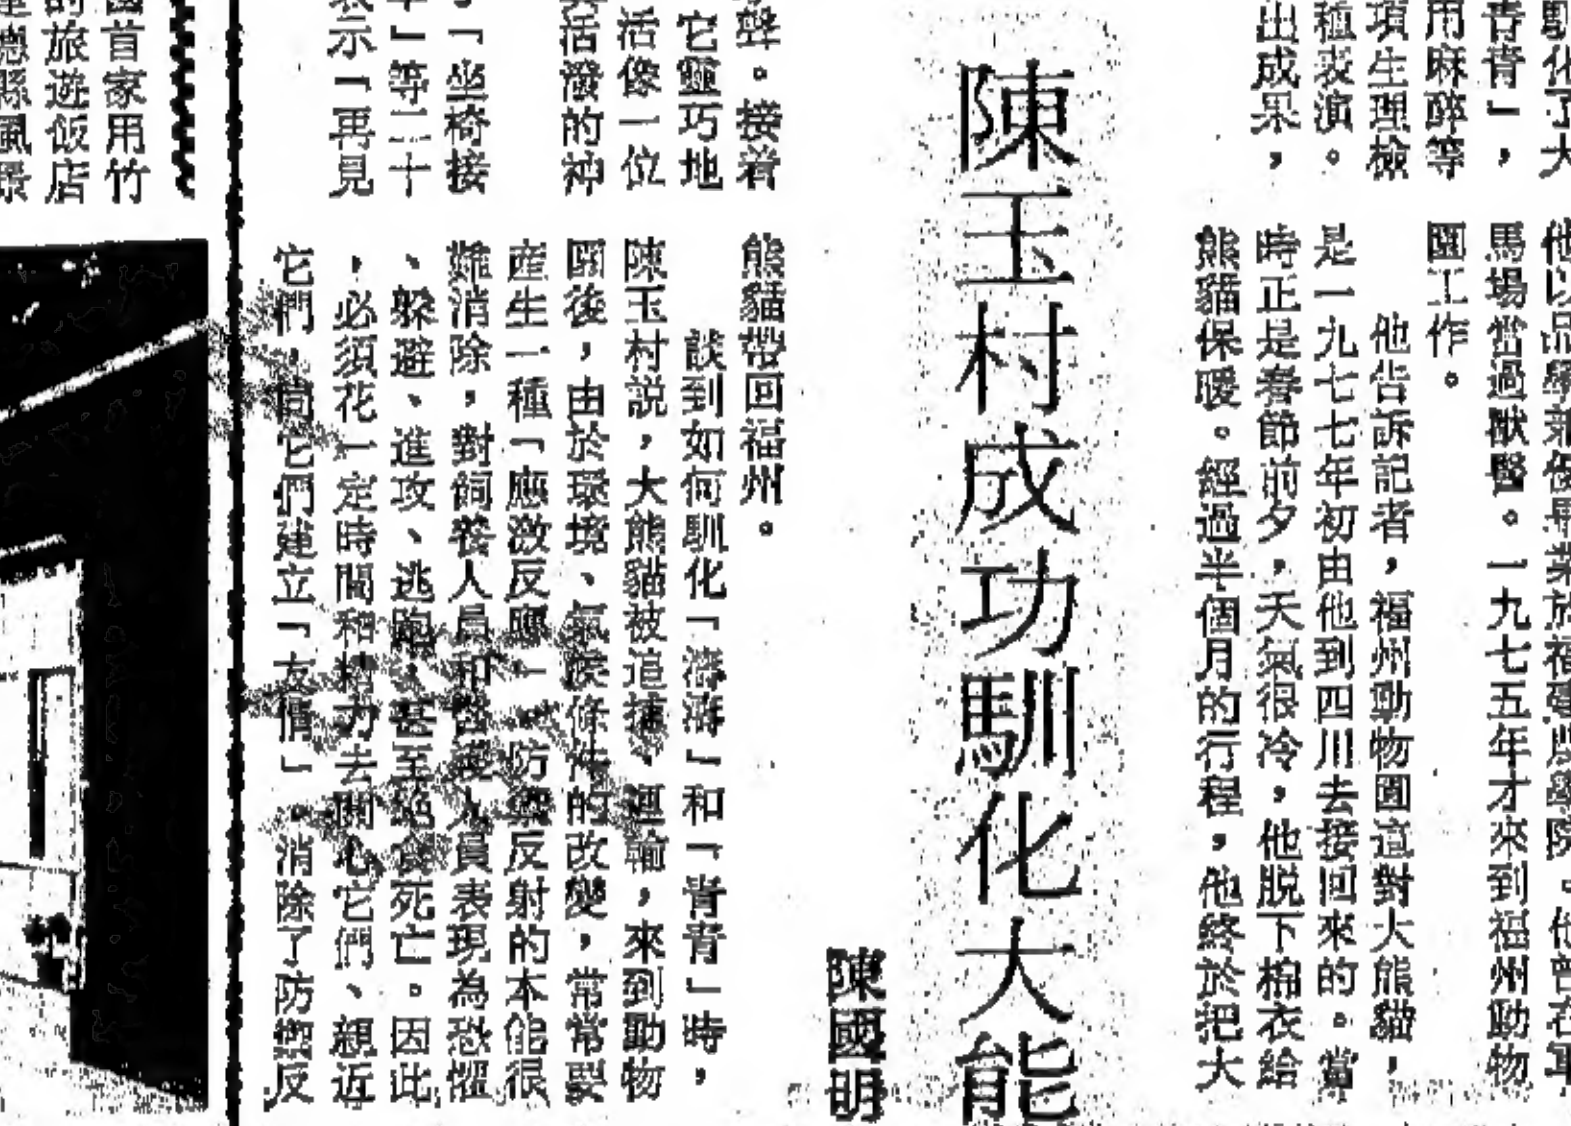 陳玉村成功馴化大
陳國明
馴化了大
青青」，
用麻醉等
項生理檢
種表演。
出成果，
聲。接着
它靈巧地
活像一位
活潑的神
，「坐椅接
」等二十
表示「再見
他以品學兼優畢業於福建農學院。他曾在軍
馬場當過獸醫。一九七五年才來到福州動物
園工作。
他告訴記者，福州動物園這對大熊貓，
是一九七七年初由他到四川去接回來的。當
時正是春節前夕，天氣很冷，他脫下棉衣給
熊貓保暖。經過半個月的行程，他終於把大
熊貓帶回福州。
談到如何馴化「濤濤」和「青青」時，
陳玉村說，大熊貓被追捕、運輸，來到動物
園後，由於環境、氣候條件的改變，常常要
產生一種「應激反應」—防禦反射的本能很
難消除，對飼養人員和管理人員表現為恐懼
、躲避、進攻、逃跑，甚至絕食死亡。因此
，必須花一定時間和精力去關心它們、親近
它們，同它們建立「友情」。消除了防禦反
國首家用竹
的旅遊飯店
縣風景